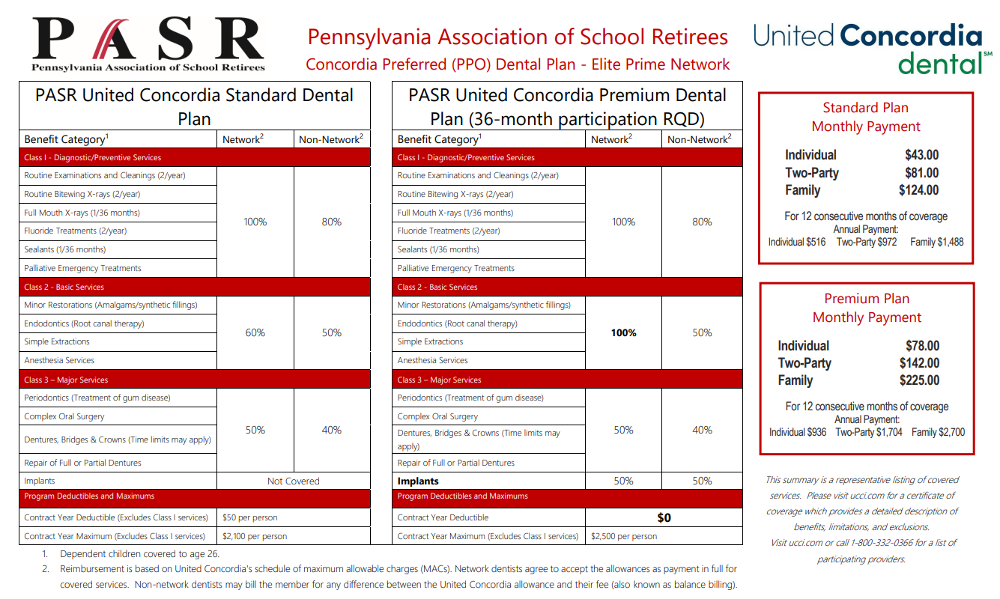 PASR
Pennsylvania Association of School Retirees
Pennsylvania Association of School Retirees
Concordia Preferred (PPO) Dental Plan - Elite Prime Network
United Concordia
dental℠
PASR United Concordia Standard Dental
Plan
Benefit Category1 Network2 Non-Network2
Class I - Diagnostic/Preventive Services
Routine Examinations and Cleanings (2/year)
Routine Bitewing X-rays (2/year)
Full Mouth X-rays (1/36 months)
100% 80%
Fluoride Treatments (2/year)
Sealants (1/36 months)
Palliative Emergency Treatments
Class 2 - Basic Services
Minor Restorations (Amalgams/synthetic fillings)
Endodontics (Root canal therapy)
60% 50%
Simple Extractions
Anesthesia Services
Class 3 – Major Services
Periodontics (Treatment of gum disease)
Complex Oral Surgery
50% 40%
Dentures, Bridges & Crowns (Time limits may apply)
Repair of Full or Partial Dentures
Implants Not Covered
Program Deductibles and Maximums
Contract Year Deductible (Excludes Class I services) $50 per person
Contract Year Maximum (Excludes Class I services) $2,100 per person
PASR United Concordia Premium Dental
Plan (36-month participation RQD)
Benefit Category1 Network2 Non-Network2
Class I - Diagnostic/Preventive Services
Routine Examinations and Cleanings (2/year)
Routine Bitewing X-rays (2/year)
Full Mouth X-rays (1/36 months)
100% 80%
Fluoride Treatments (2/year)
Sealants (1/36 months)
Palliative Emergency Treatments
Class 2 - Basic Services
Minor Restorations (Amalgams/synthetic fillings)
Endodontics (Root canal therapy)
100% 50%
Simple Extractions
Anesthesia Services
Class 3 – Major Services
Periodontics (Treatment of gum disease)
Complex Oral Surgery
50% 40%
Dentures, Bridges & Crowns (Time limits may
apply)
Repair of Full or Partial Dentures
Implants 50% 50%
Program Deductibles and Maximums
Contract Year Deductible $0
Contract Year Maximum (Excludes Class I services) $2,500 per person
Standard Plan
Monthly Payment
Individual $43.00
Two-Party $81.00
Family $124.00
For 12 consecutive months of coverage
Annual Payment:
Individual $516 Two-Party $972 Family $1,488
Premium Plan
Monthly Payment
Individual $78.00
Two-Party $142.00
Family $225.00
For 12 consecutive months of coverage
Annual Payment:
Individual $936 Two-Party $1,704 Family $2,700
This summary is a representative listing of covered
services. Please visit ucci.com for a certificate of
coverage which provides a detailed description of
benefits, limitations, and exclusions.
Visit ucci.com or call 1-800-332-0366 for a list of
participating providers.
1. Dependent children covered to age 26.
2. Reimbursement is based on United Concordia's schedule of maximum allowable charges (MACs). Network dentists agree to accept the allowances as payment in full for
covered services. Non-network dentists may bill the member for any difference between the United Concordia allowance and their fee (also known as balance billing).